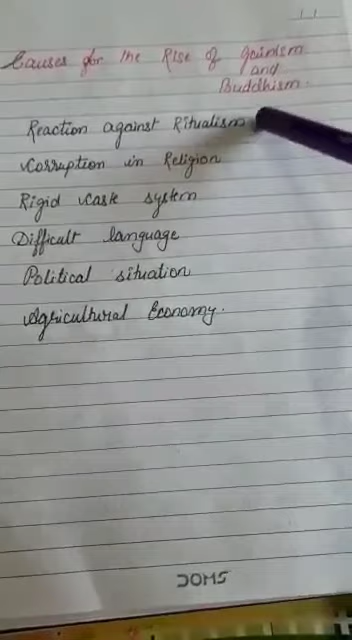 Causes for the Rise of Jainism
and
Buddhism.
Reaction against Ritualism
Corruption in Religion
Rigid Cast system
Difficult language
Political situation
Agricultural Economy.
DOMS